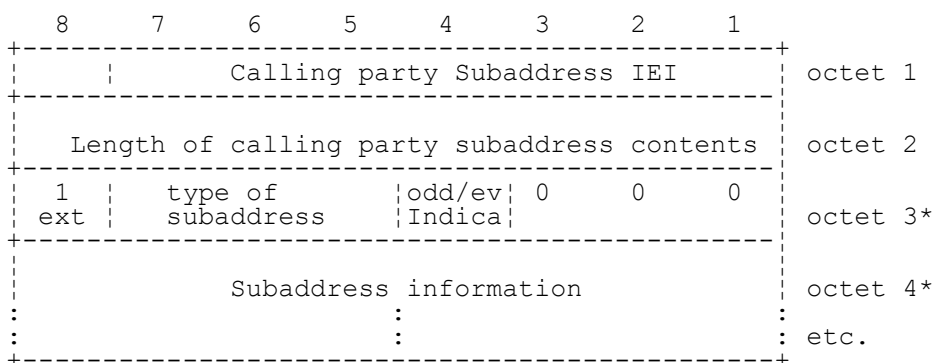 8 7 6 5 4 3 2 1
Calling party Subaddress IEI octet 1
Length of calling party subaddress contents octet 2
1 type of odd/ev 0 0 0
ext subaddress Indica octet 3*
Subaddress information octet 4*
: : :
: : : etc.